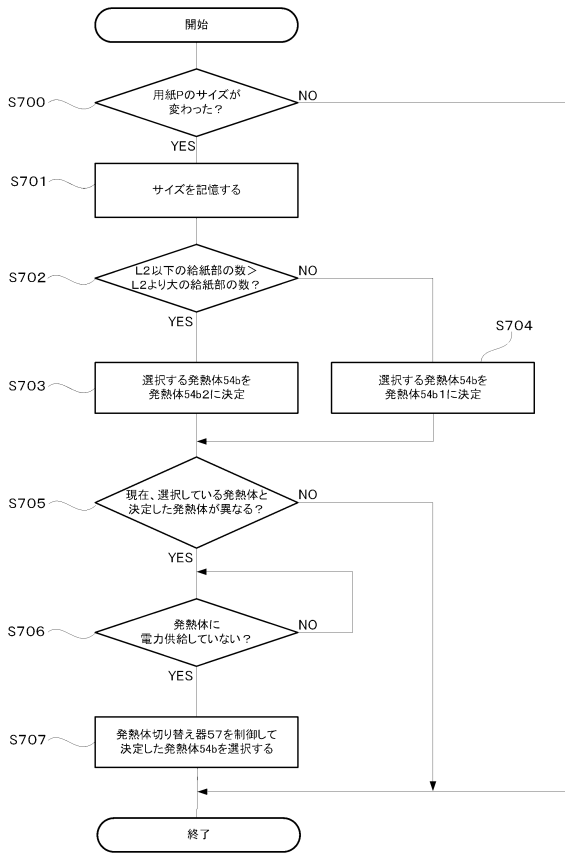 開始
S700
用紙Pのサイズが
変わった？
NO
YES
S701
サイズを記憶する
S702
L2以下の給紙部の数＞
L2より大の給紙部の数？
NO
YES
S703
選択する発熱体54bを
発熱体54b2に決定
S704
選択する発熱体54bを
発熱体54b1に決定
S705
現在、選択している発熱体と
決定した発熱体が異なる？
NO
YES
S706
発熱体に
電力供給していない？
NO
YES
S707
発熱体切り替え器57を制御して
決定した発熱体54bを選択する
終了